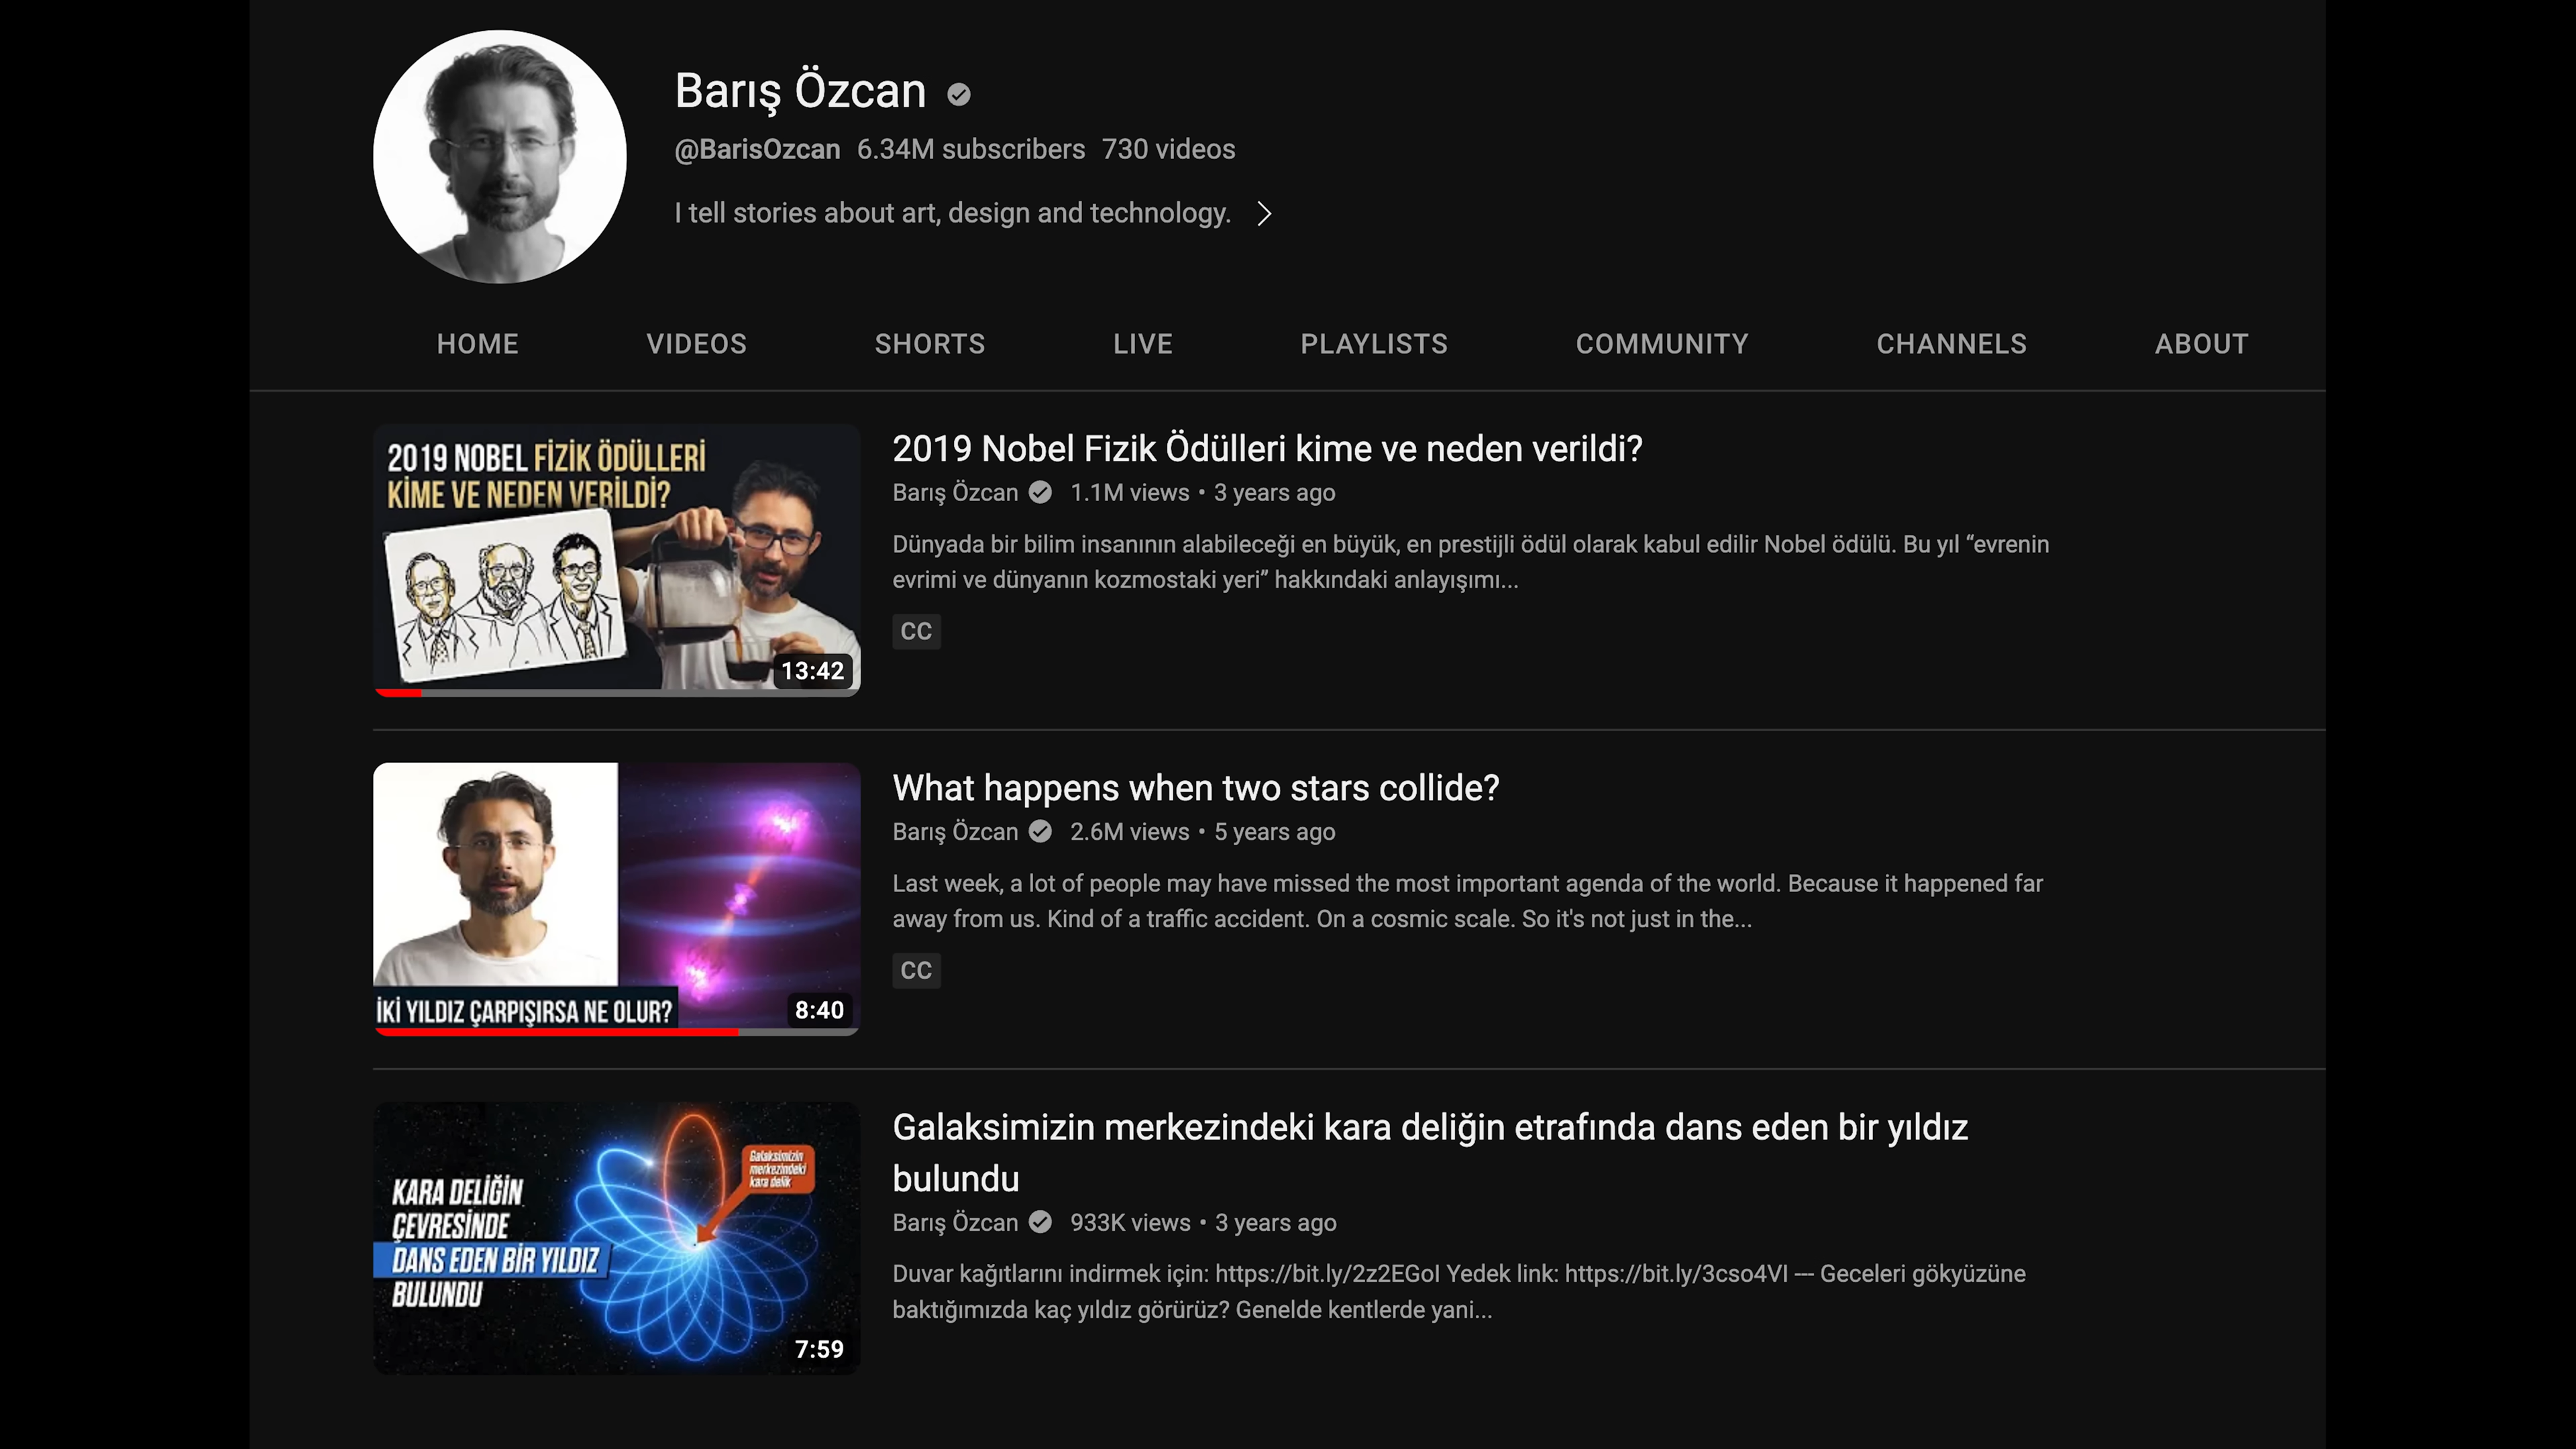 Barış Özcan
@BarisOzcan 6.34M subscribers 730 videos
I tell stories about art, design and technology.
HOME VIDEOS SHORTS LIVE PLAYLISTS COMMUNITY CHANNELS ABOUT
2019 NOBEL FİZİK ÖDÜLLERİ
KİME VE NEDEN VERİLDİ?
13:42
2019 Nobel Fizik Ödülleri kime ve neden verildi?
Barış Özcan 1.1M views • 3 years ago
Dünyada bir bilim insanının alabileceği en büyük, en prestijli ödül olarak kabul edilir Nobel ödülü. Bu yıl “evrenin
evrimi ve dünyanın kozmostaki yeri” hakkındaki anlayışımı...
CC
İKİ YILDIZ ÇARPIŞIRSA NE OLUR?
8:40
What happens when two stars collide?
Barış Özcan 2.6M views • 5 years ago
Last week, a lot of people may have missed the most important agenda of the world. Because it happened far
away from us. Kind of a traffic accident. On a cosmic scale. So it's not just in the...
CC
KARA DELİĞİN
ÇEVRESİNDE
DANS EDEN BİR YILDIZ
BULUNDU
Galaksimizin
merkezindeki
kara delik
7:59
Galaksimizin merkezindeki kara deliğin etrafında dans eden bir yıldız
bulundu
Barış Özcan 933K views • 3 years ago
Duvar kağıtlarını indirmek için: https://bit.ly/2z2EGoI Yedek link: https://bit.ly/3cso4VI --- Geceleri gökyüzüne
baktığımızda kaç yıldız görürüz? Genelde kentlerde yani...